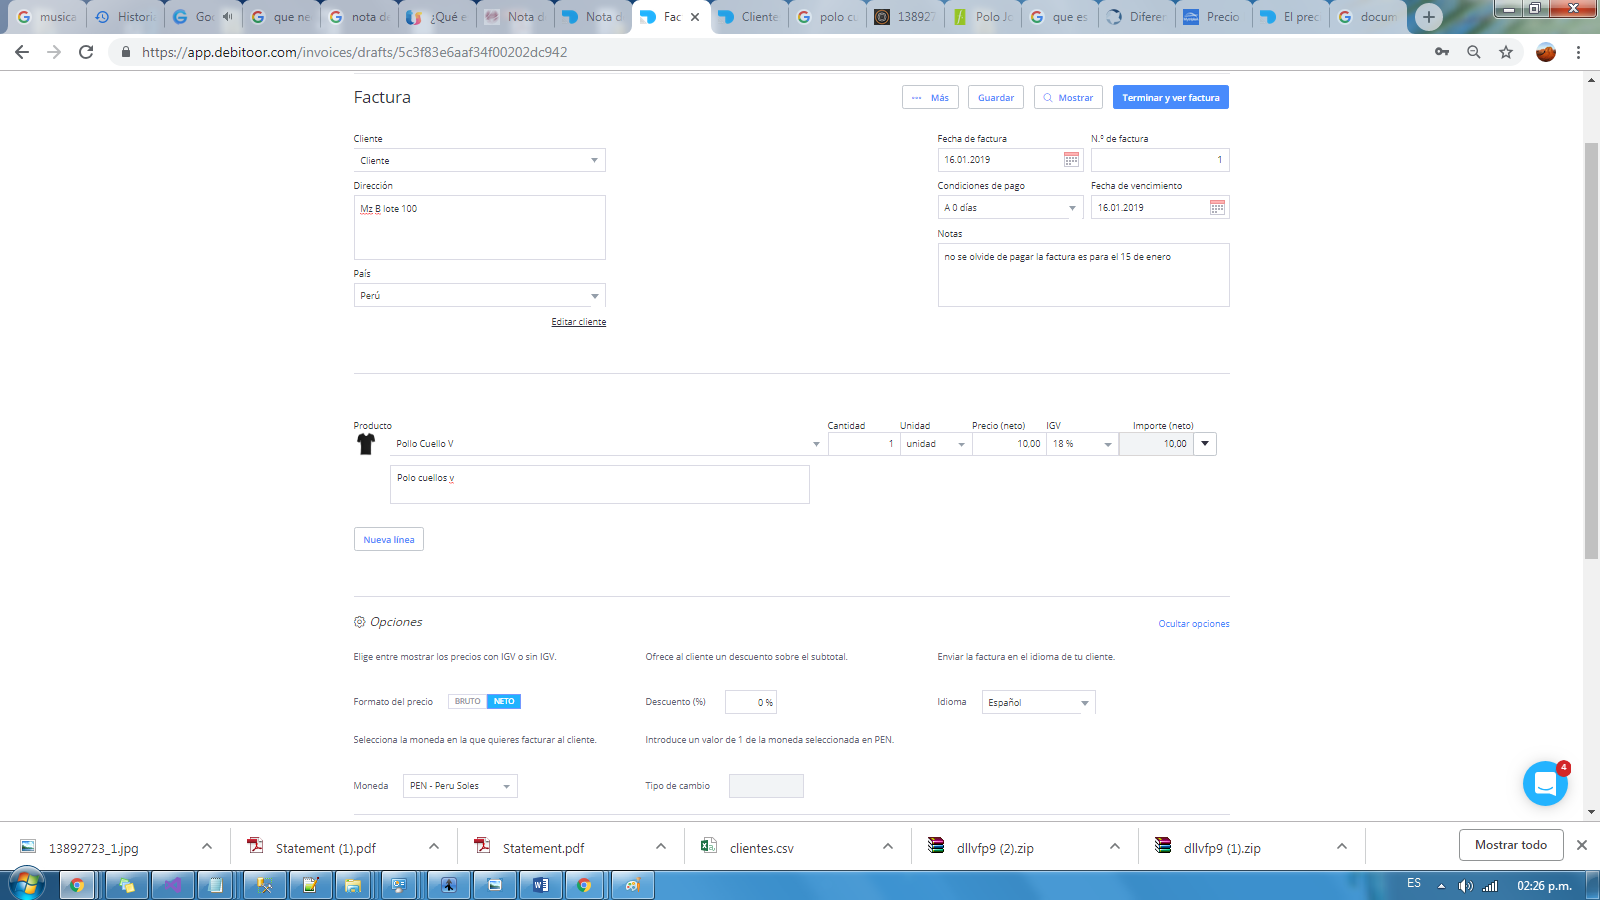 musica
Historia
Goo
que ne
nota de
¿Qué e
Nota d
Nota de
Fac
Cliente
polo cu
138927
Polo Jo
que es
Diferen
Precio
El prec
docum
https://app.debitoor.com/invoices/drafts/5c3f83e6aaf34f00202dc942
Factura
Más
Guardar
Mostrar
Terminar y ver factura
Cliente
Cliente
Dirección
Mz B lote 100
País
Perú
Editar cliente
Fecha de factura
N.º de factura
16.01.2019
1
Condiciones de pago
Fecha de vencimiento
A 0 días
16.01.2019
Notas
no se olvide de pagar la factura es para el 15 de enero
Producto
Cantidad
Unidad
Precio (neto)
IGV
Importe (neto)
Pollo Cuello V
1
unidad
10,00
18 %
10,00
Polo cuellos v
Nueva línea
Opciones
Ocultar opciones
Elige entre mostrar los precios con IGV o sin IGV.
Ofrece al cliente un descuento sobre el subtotal.
Enviar la factura en el idioma de tu cliente.
Formato del precio
BRUTO
NETO
Descuento (%)
0 %
Idioma
Español
Selecciona la moneda en la que quieres facturar al cliente.
Introduce un valor de 1 de la moneda seleccionada en PEN.
Moneda
PEN - Peru Soles
Tipo de cambio
4
13892723_1.jpg
Statement (1).pdf
Statement.pdf
clientes.csv
dllvfp9 (2).zip
dllvfp9 (1).zip
Mostrar todo
ES
02:26 p.m.